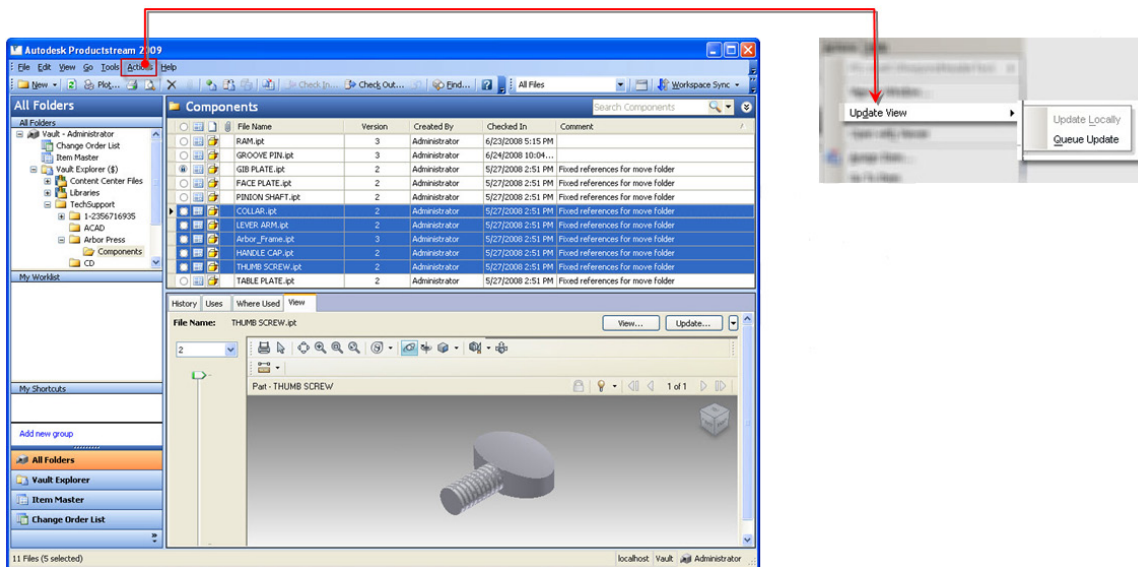 Autodesk Productstream 2009
File Edit View Go Tools Actions Help
New Plot... Check In... Check Out... Find... All Files Workspace Sync
All Folders
Components
Search Components
All Folders
File Name Version Created By Checked In Comment
Vault - Administrator
Change Order List
Item Master
Vault Explorer ($)
Content Center Files
Libraries
TechSupport
1-2356716935
ACAD
Arbor Press
Components
CD
RAM.ipt 3 Administrator 6/23/2008 5:15 PM
GROOVE PIN.ipt 3 Administrator 6/24/2008 10:04...
GIB PLATE.ipt 2 Administrator 5/27/2008 2:51 PM Fixed references for move folder
FACE PLATE.ipt 2 Administrator 5/27/2008 2:51 PM Fixed references for move folder
PINION SHAFT.ipt 2 Administrator 5/27/2008 2:51 PM Fixed references for move folder
COLLAR.ipt 2 Administrator 5/27/2008 2:51 PM Fixed references for move folder
LEVER ARM.ipt 2 Administrator 5/27/2008 2:51 PM Fixed references for move folder
Arbor_Frame.ipt 3 Administrator 5/27/2008 2:51 PM Fixed references for move folder
HANDLE CAP.ipt 2 Administrator 5/27/2008 2:51 PM Fixed references for move folder
THUMB SCREW.ipt 2 Administrator 5/27/2008 2:51 PM Fixed references for move folder
TABLE PLATE.ipt 2 Administrator 5/27/2008 2:51 PM Fixed references for move folder
My Worklist
History Uses Where Used View
File Name: THUMB SCREW.ipt View... Update...
2
Part - THUMB SCREW 1 of 1
My Shortcuts
Add new group
All Folders
Vault Explorer
Item Master
Change Order List
11 Files (5 selected) localhost Vault Administrator
Update View
Update Locally
Queue Update